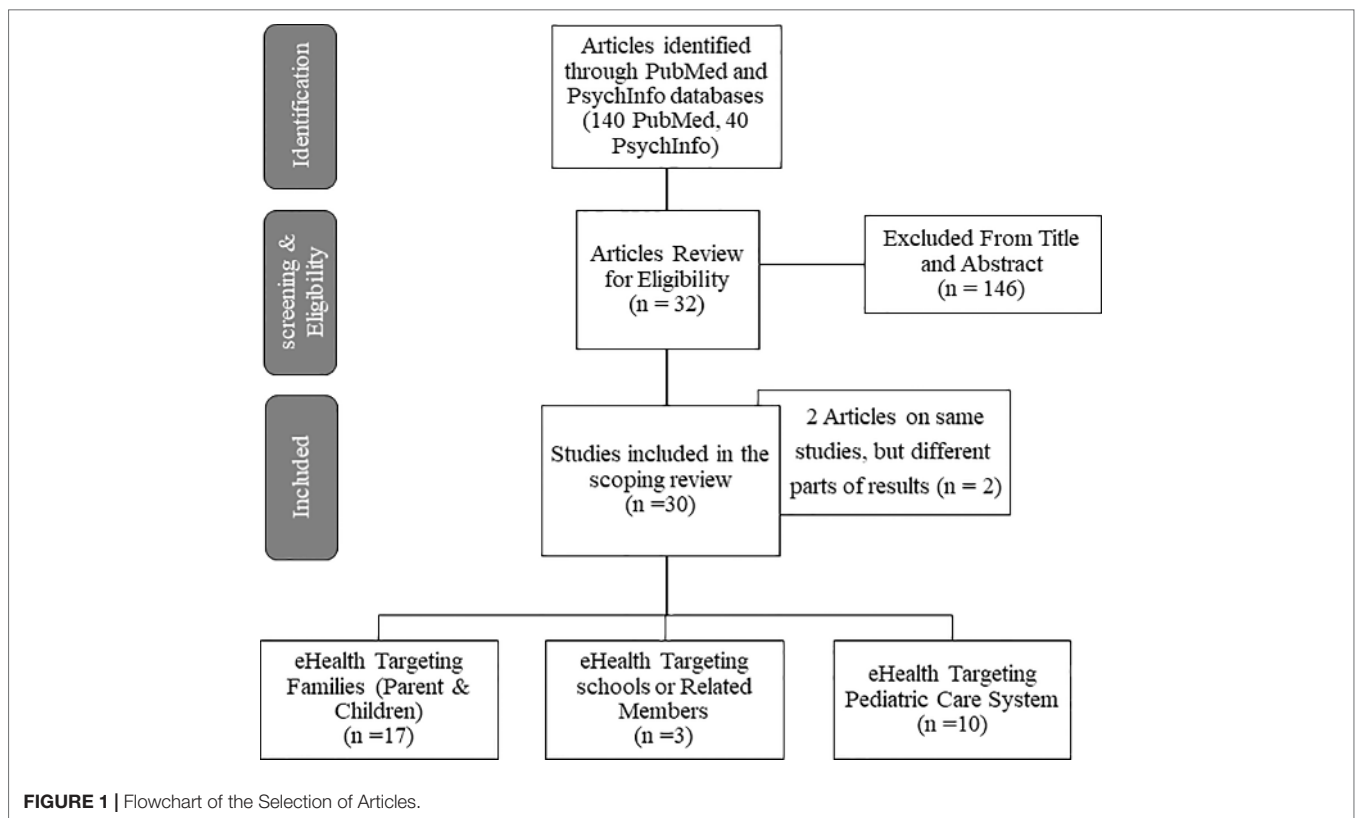 Identification
Articles identified
through PubMed and
PsychInfo databases
(140 PubMed, 40
PsychInfo)
screening &
Eligibility
Articles Review
for Eligibility
(n = 32)
Excluded From Title
and Abstract
(n = 146)
Included
Studies included in the
scoping review
(n =30)
2 Articles on same
studies, but different
parts of results (n = 2)
eHealth Targeting
Families (Parent &
Children)
(n =17)
eHealth Targeting
schools or Related
Members
(n =3)
eHealth Targeting
Pediatric Care System
(n =10)
FIGURE 1 | Flowchart of the Selection of Articles.